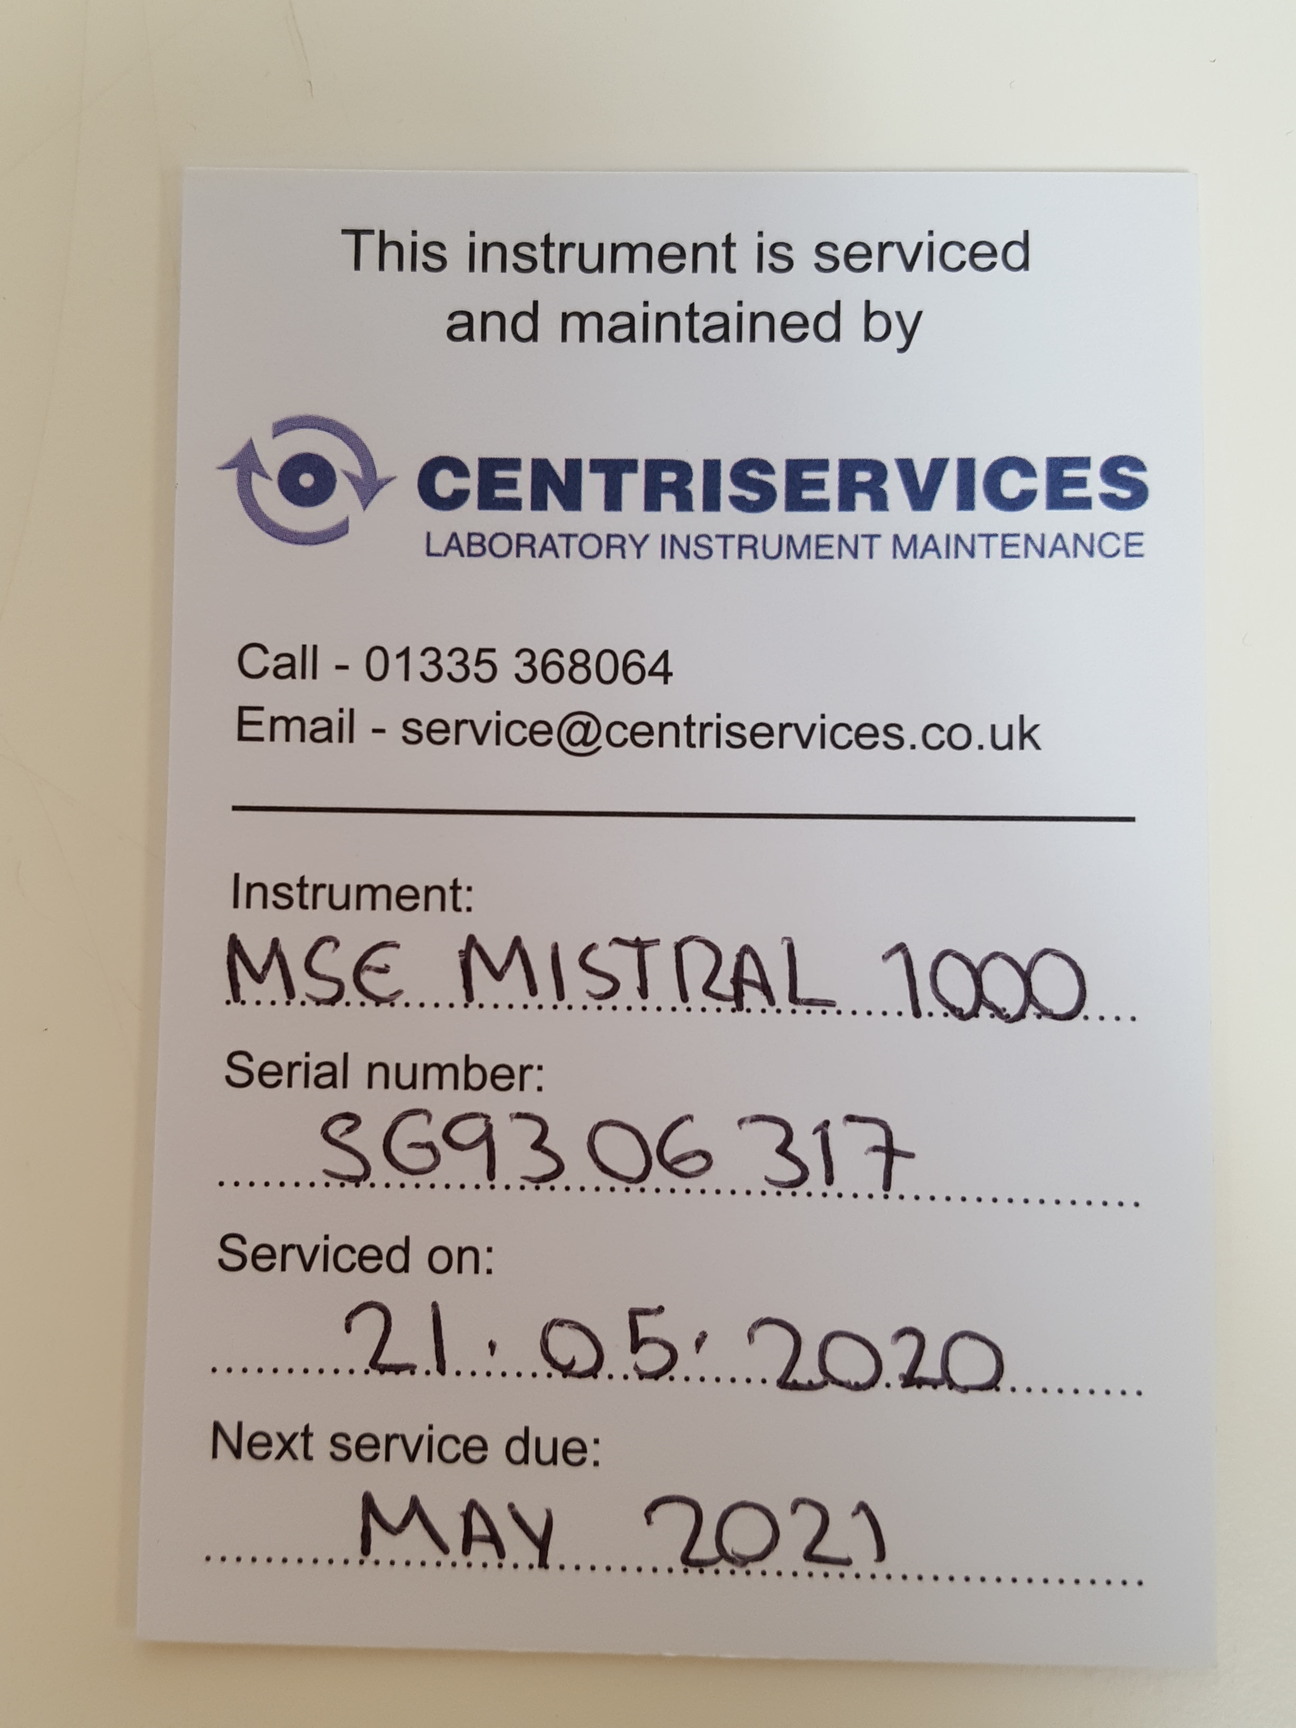 This instrument is serviced
and maintained by
CENTRISERVICES
LABORATORY INSTRUMENT MAINTENANCE
Call - 01335 368064
Email - service@centriservices.co.uk
Instrument:
MSE MISTRAL 1000
Serial number:
SG9306317
Serviced on:
21.05.2020
Next service due:
MAY 2021